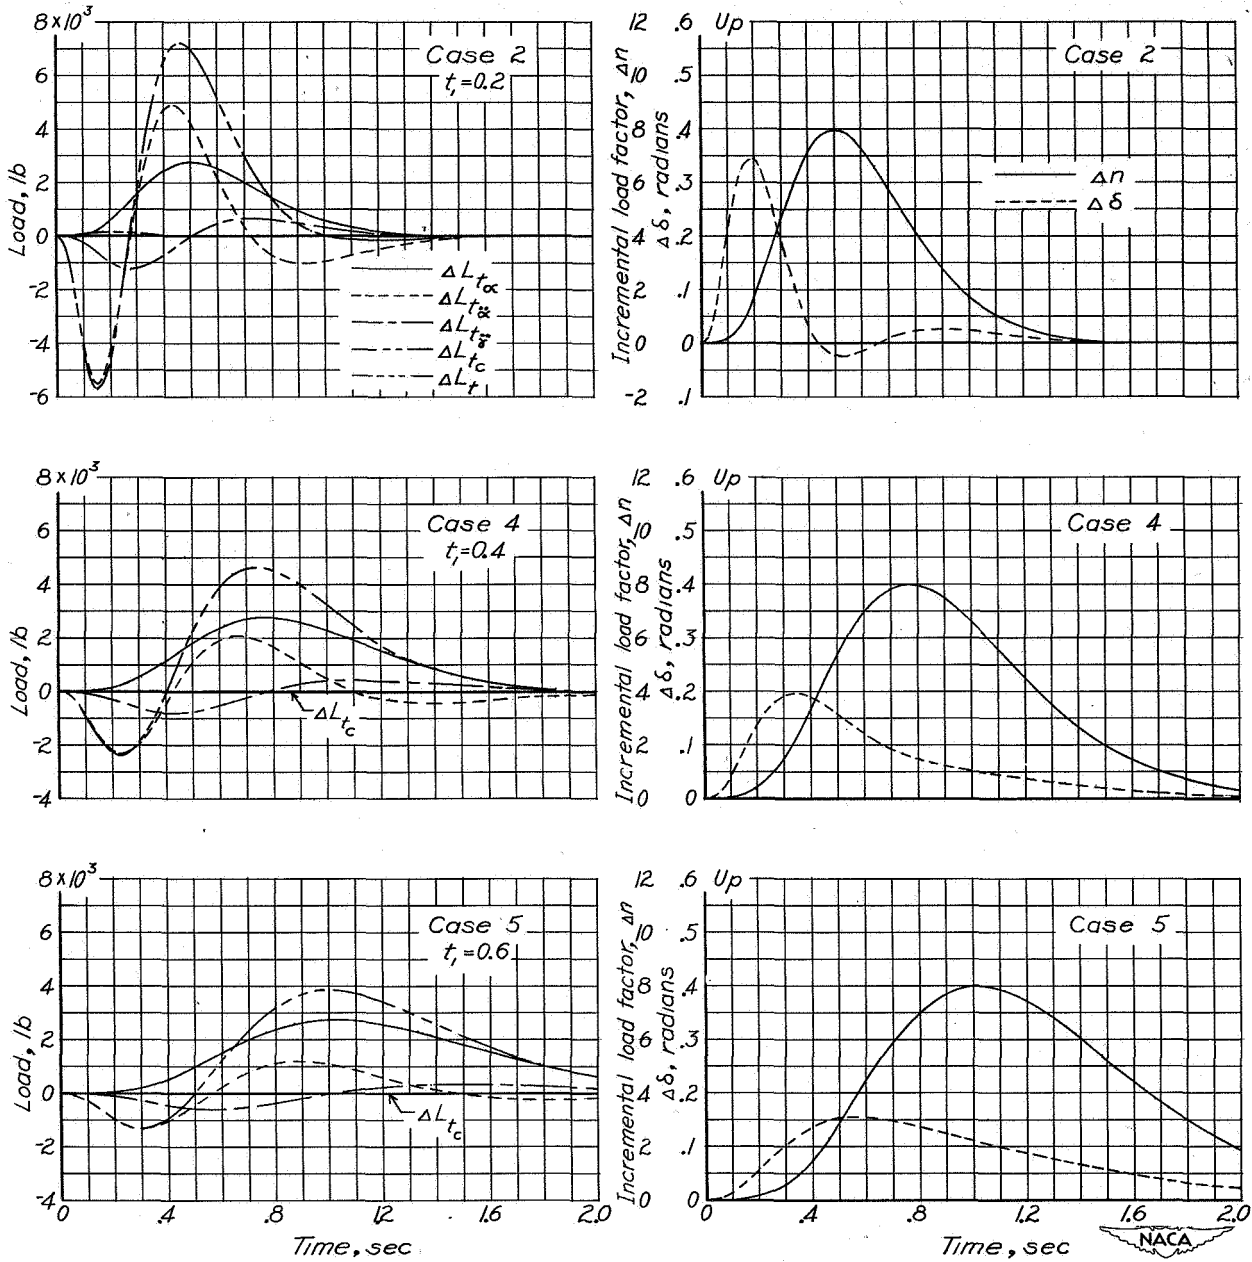 8×10³
6
4
2
0
-2
-4
-6
Load, lb
Case 2
t₁=0.2
ΔL_tα
ΔL_tα̈
ΔL_tγ̈
ΔL_tc
ΔL_t
12
10
8
6
4
2
0
-2
Incremental load factor, Δn
.6
.5
.4
.3
.2
.1
0
.1
Δδ, radians
Up
Case 2
Δn
Δδ
8×10³
6
4
2
0
-2
-4
Load, lb
Case 4
t₁=0.4
ΔL_tc
12
10
8
6
4
2
0
Incremental load factor, Δn
.6
.5
.4
.3
.2
.1
0
Δδ, radians
Up
Case 4
8×10³
6
4
2
0
-2
-4
Load, lb
Case 5
t₁=0.6
ΔL_tc
0 .4 .8 1.2 1.6 2.0
Time, sec
12
10
8
6
4
2
0
Incremental load factor, Δn
.6
.5
.4
.3
.2
.1
0
Δδ, radians
Up
Case 5
0 .4 .8 1.2 1.6 2.0
Time, sec
NACA